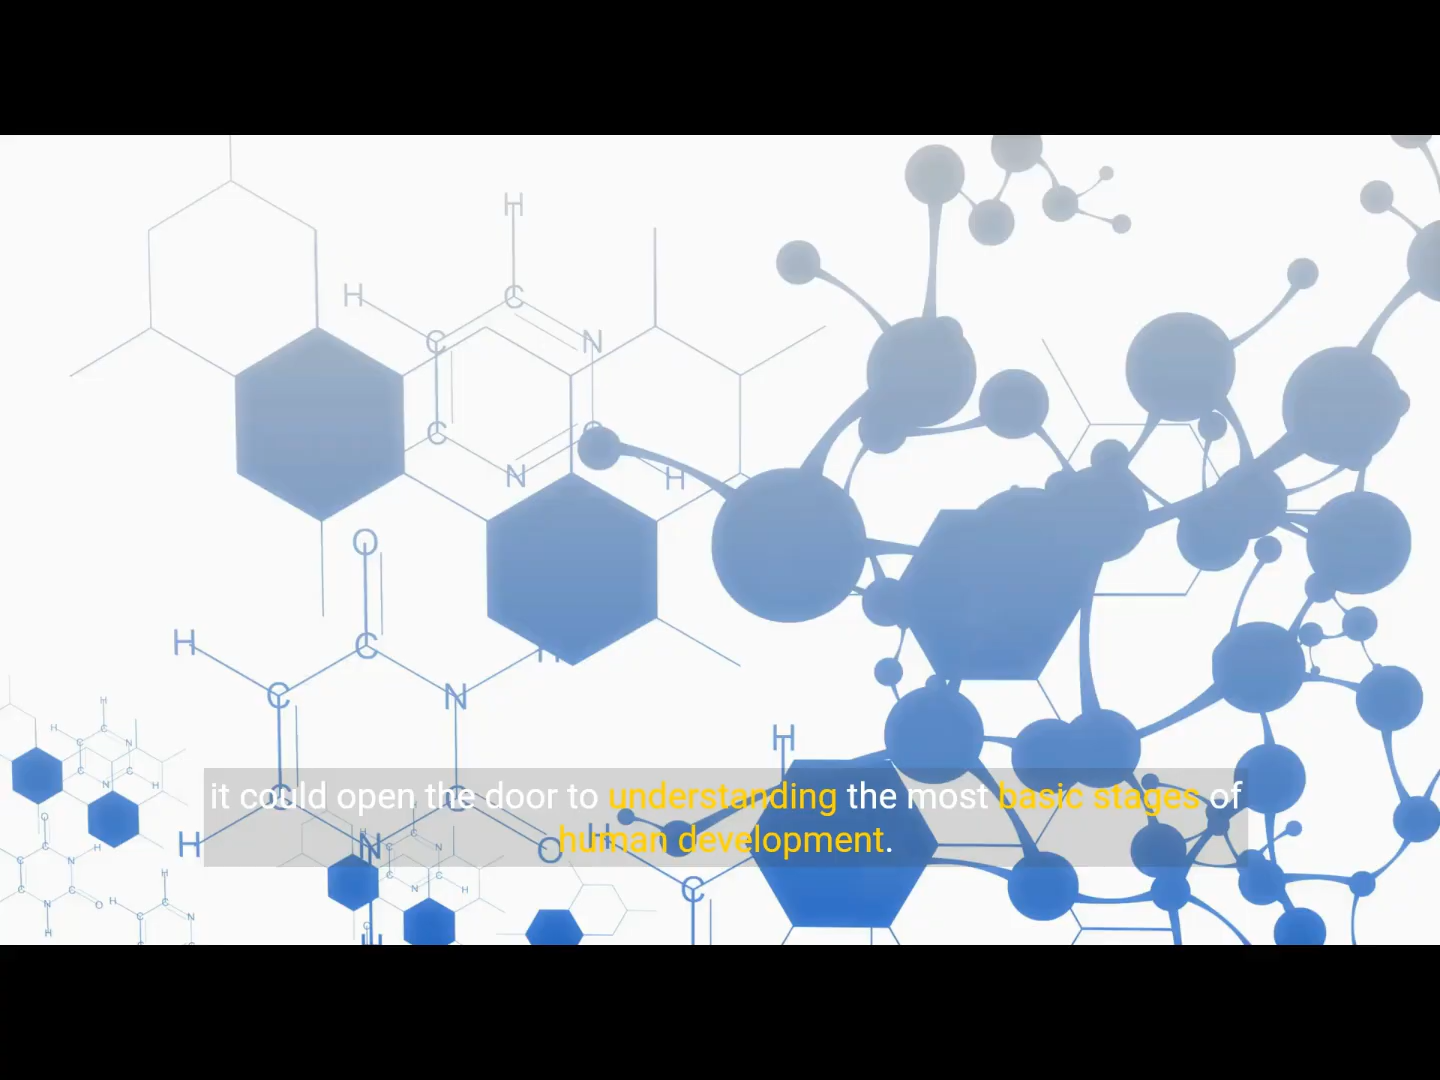 H
H
C
C
N
C
C
N
H
O
H
C
C
N
H
C
C
H
N
O
H
C
it could open the door to understanding the most basic stages of
human development.